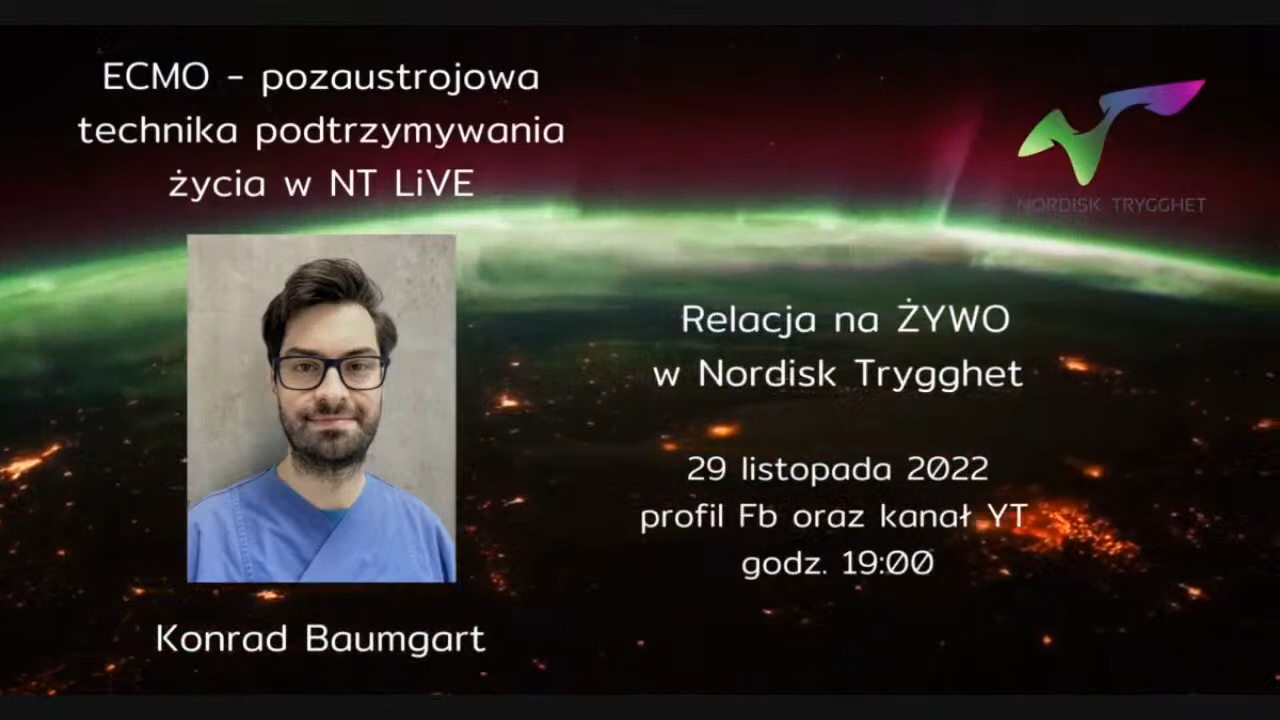 ECMO - pozaustrojowa
technika podtrzymywania
życia w NT LiVE
NORDISK TRYGGHET
Relacja na ŻYWO
w Nordisk Trygghet
29 listopada 2022
profil Fb oraz kanał YT
godz. 19:00
Konrad Baumgart